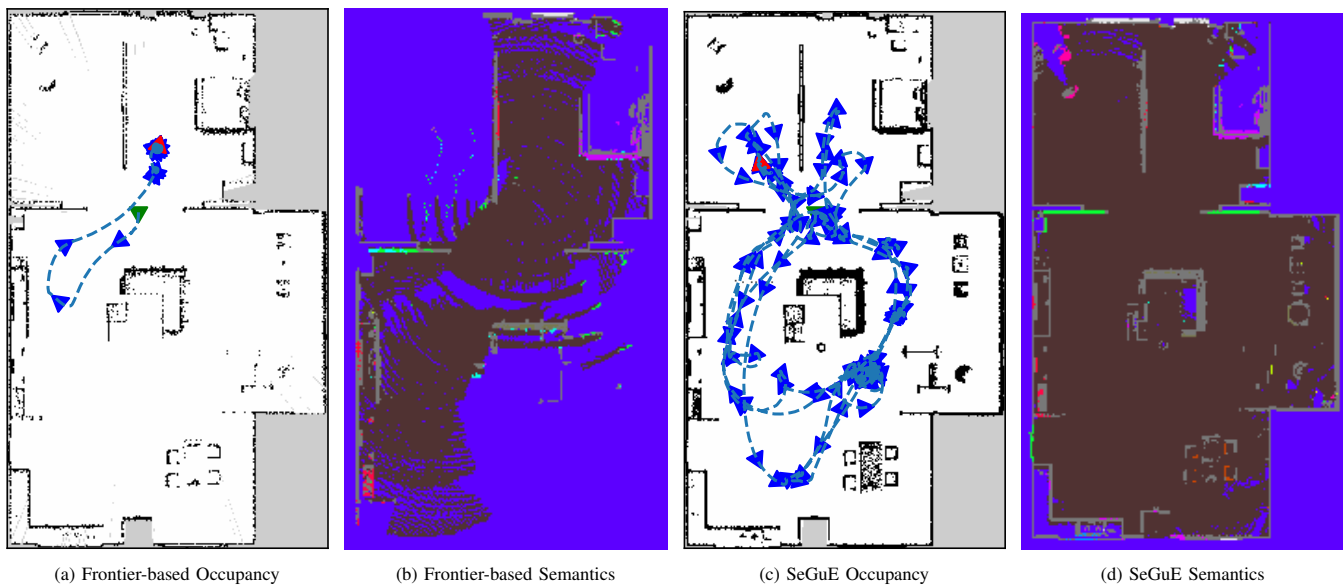 (a) Frontier-based Occupancy
(b) Frontier-based Semantics
(c) SeGuE Occupancy
(d) SeGuE Semantics